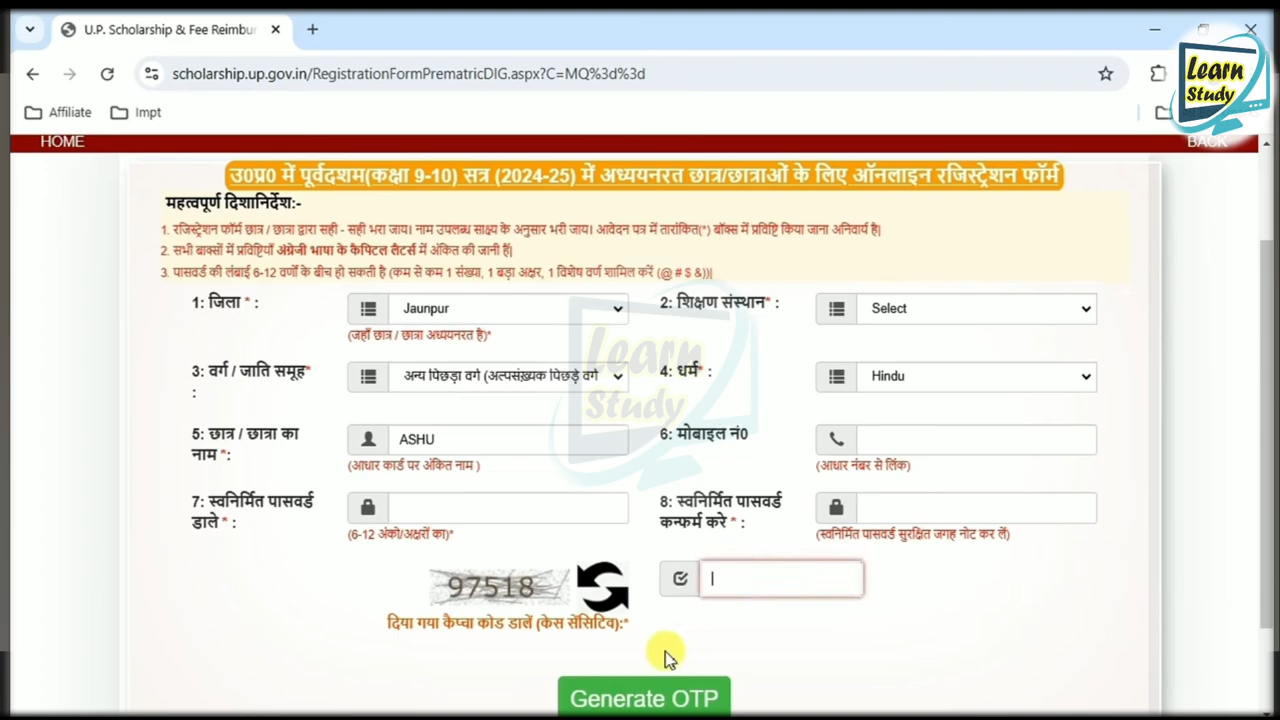 U.P. Scholarship & Fee Reimbur
scholarship.up.gov.in/RegistrationFormPrematricDIG.aspx?C=MQ%3d%3d
Affiliate
Impt
Learn
Study
HOME
BACK
उ0प्र0 में पूर्वदशम(कक्षा 9-10) सत्र (2024-25) में अध्ययनरत छात्र/छात्राओं के लिए ऑनलाइन रजिस्ट्रेशन फॉर्म
महत्वपूर्ण दिशानिर्देश:-
1. रजिस्ट्रेशन फॉर्म छात्र / छात्रा द्वारा सही - सही भरा जाय। नाम उपलब्ध साक्ष्य के अनुसार भरी जाय। आवेदन पत्र में तारांकित(*) बॉक्स में प्रविष्टि किया जाना अनिवार्य है|
2. सभी बाक्सों में प्रविष्टियाँ अंग्रेजी भाषा के कैपिटल लैटर्स में अंकित की जानी हैं|
3. पासवर्ड की लंबाई 6-12 वर्णों के बीच हो सकती है (कम से कम 1 संख्या, 1 बड़ा अक्षर, 1 विशेष वर्ण शामिल करें (@ # $ &))|
1: जिला * :
Jaunpur
2: शिक्षण संस्थान* :
Select
(जहाँ छात्र / छात्रा अध्ययनरत है)*
3: वर्ग / जाति समूह*
:
अन्य पिछड़ा वर्ग (अल्पसंख़्यक पिछड़े वर्ग
4: धर्म* :
Hindu
Learn
Study
5: छात्र / छात्रा का
नाम *:
ASHU
6: मोबाइल नं0
(आधार कार्ड पर अंकित नाम )
(आधार नंबर से लिंक)
7: स्वनिर्मित पासवर्ड
डाले * :
8: स्वनिर्मित पासवर्ड
कन्फर्म करे * :
(6-12 अंको/अक्षरों का)*
(स्वनिर्मित पासवर्ड सुरक्षित जगह नोट कर लें)
97518
दिया गया कैप्चा कोड डालें (केस सेंसिटिव):*
Generate OTP